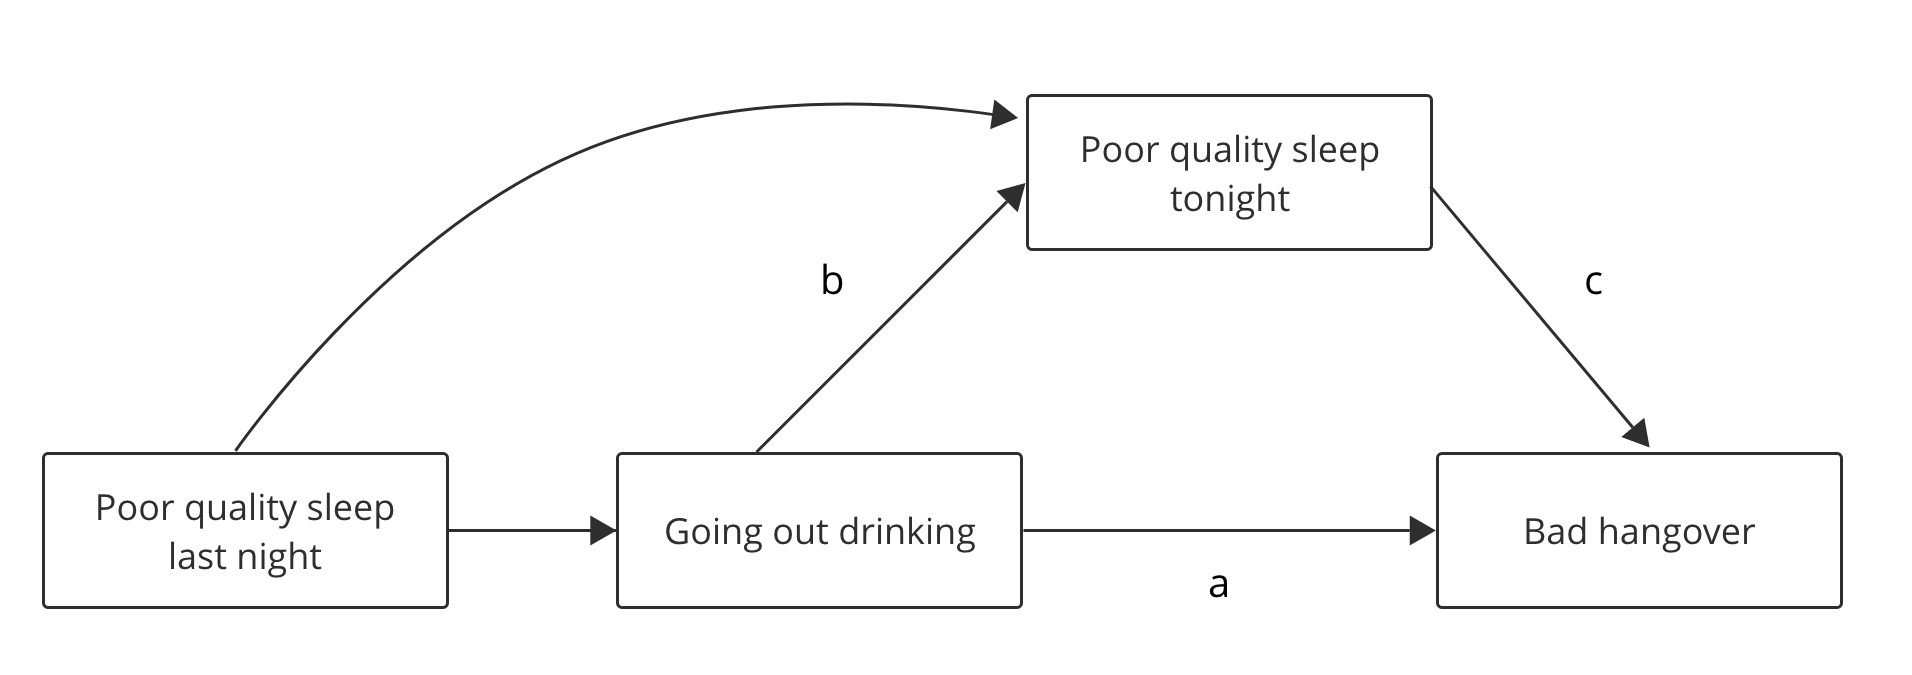 Poor quality sleep
tonight
b
c
Poor quality sleep
last night
Going out drinking
Bad hangover
a